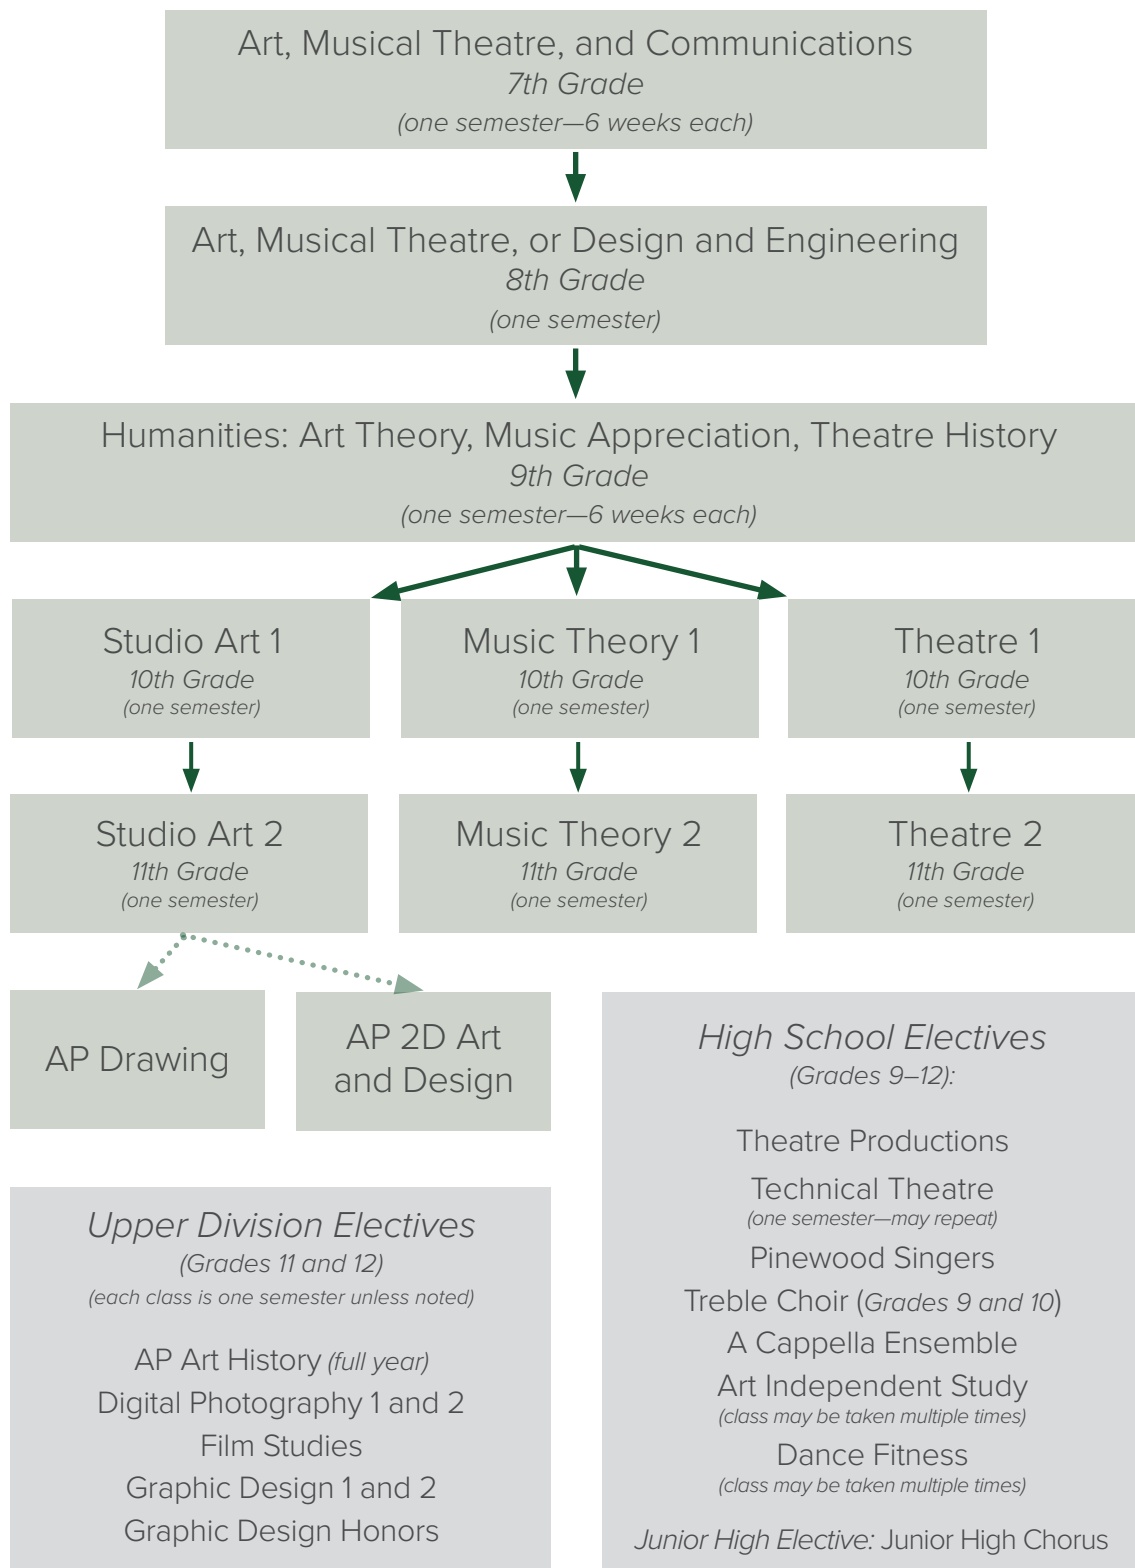 Art, Musical Theatre, and Communications
7th Grade
(one semester—6 weeks each)
Art, Musical Theatre, or Design and Engineering
8th Grade
(one semester)
Humanities: Art Theory, Music Appreciation, Theatre History
9th Grade
(one semester—6 weeks each)
Studio Art 1
10th Grade
(one semester)
Music Theory 1
10th Grade
(one semester)
Theatre 1
10th Grade
(one semester)
Studio Art 2
11th Grade
(one semester)
Music Theory 2
11th Grade
(one semester)
Theatre 2
11th Grade
(one semester)
AP Drawing
AP 2D Art
and Design
Upper Division Electives
(Grades 11 and 12)
(each class is one semester unless noted)
AP Art History (full year)
Digital Photography 1 and 2
Film Studies
Graphic Design 1 and 2
Graphic Design Honors
High School Electives
(Grades 9–12):
Theatre Productions
Technical Theatre
(one semester—may repeat)
Pinewood Singers
Treble Choir (Grades 9 and 10)
A Cappella Ensemble
Art Independent Study
(class may be taken multiple times)
Dance Fitness
(class may be taken multiple times)
Junior High Elective: Junior High Chorus